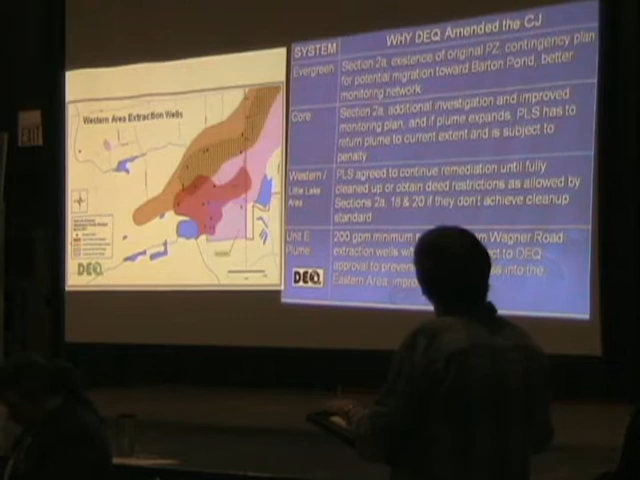 EXIT
Western Area Extraction Wells
DEQ
WHY DEQ Amended the CJ
SYSTEM
Evergreen
Section 2a, existence of original PZ, contingency plan
for potential migration toward Barton Pond, better
monitoring network
Core
Section 2a, additional investigation and improved
monitoring plan, and if plume expands, PLS has to
return plume to current extent and is subject to
penalty
Western /
Little Lake
Area
PLS agreed to continue remediation until fully
cleaned up or obtain deed restrictions as allowed by
Sections 2a, 18 & 20 if they don't achieve cleanup
standard
Unit E
Plume
200 gpm minimum Wagner Road
extraction wells to DEQ
approval to into the
Eastern Area;
DEQ